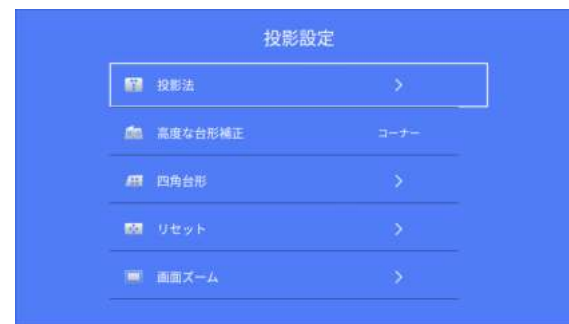 投影設定
投影法
高度な台形補正 コーナー
四角台形
リセット
画面ズーム